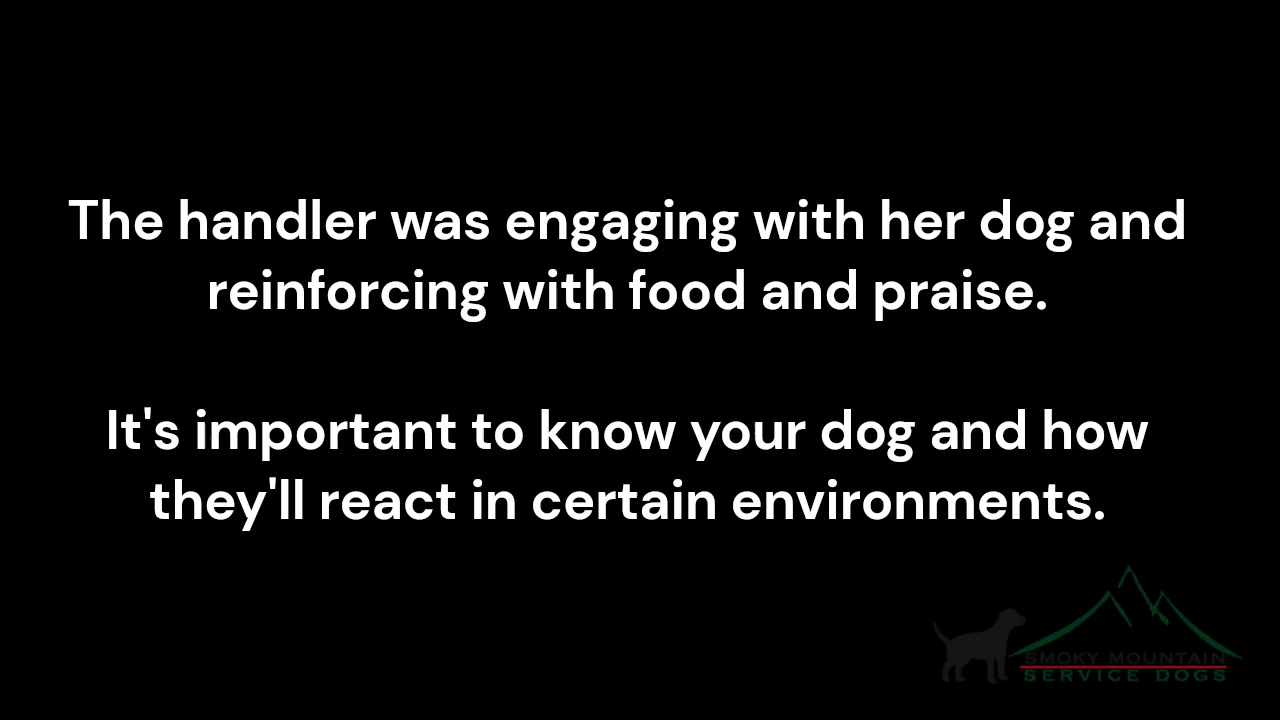 The handler was engaging with her dog and
reinforcing with food and praise.
It's important to know your dog and how
they'll react in certain environments.
SMOKY MOUNTAIN
SERVICE DOGS